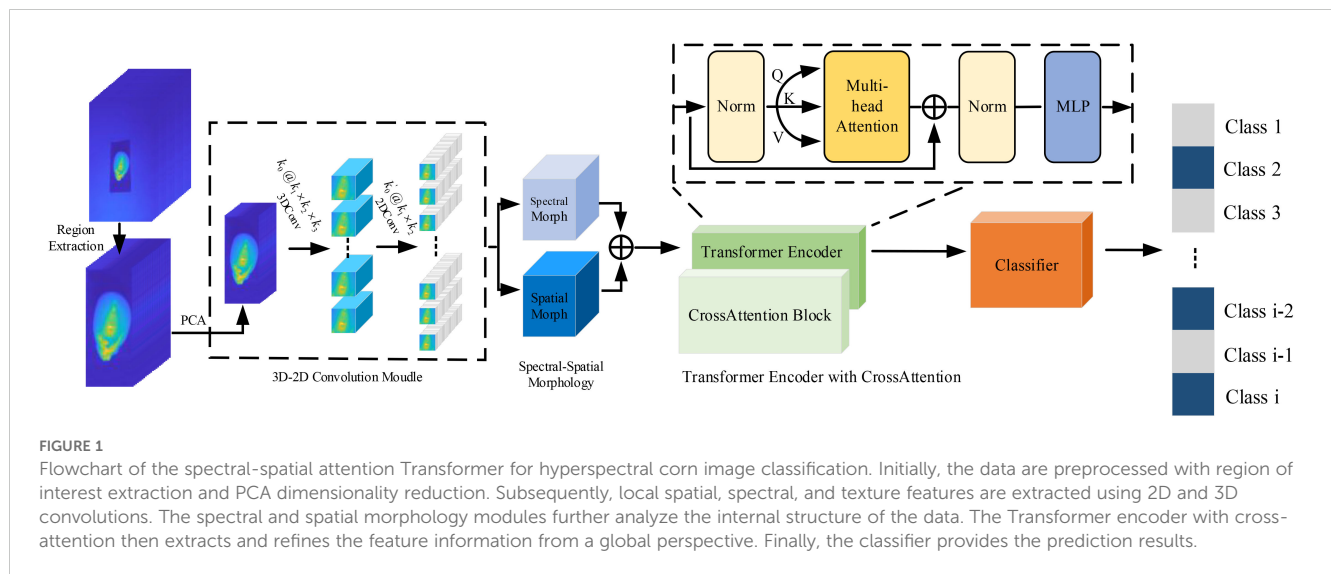 Region
Extraction
PCA
k₀@k₁×k₂×k₃
3DConv
k₀'@k₁×k₂
2DConv
3D-2D Convolution Moudle
Spectral
Morph
Spatial
Morph
Spectral-Spatial
Morphology
Norm
Q
K
V
Multi-
head
Attention
Norm
MLP
Transformer Encoder
CrossAttention Block
Transformer Encoder with CrossAttention
Classifier
Class 1
Class 2
Class 3
Class i-2
Class i-1
Class i
FIGURE 1
Flowchart of the spectral-spatial attention Transformer for hyperspectral corn image classification. Initially, the data are preprocessed with region of
interest extraction and PCA dimensionality reduction. Subsequently, local spatial, spectral, and texture features are extracted using 2D and 3D
convolutions. The spectral and spatial morphology modules further analyze the internal structure of the data. The Transformer encoder with cross-
attention then extracts and refines the feature information from a global perspective. Finally, the classifier provides the prediction results.